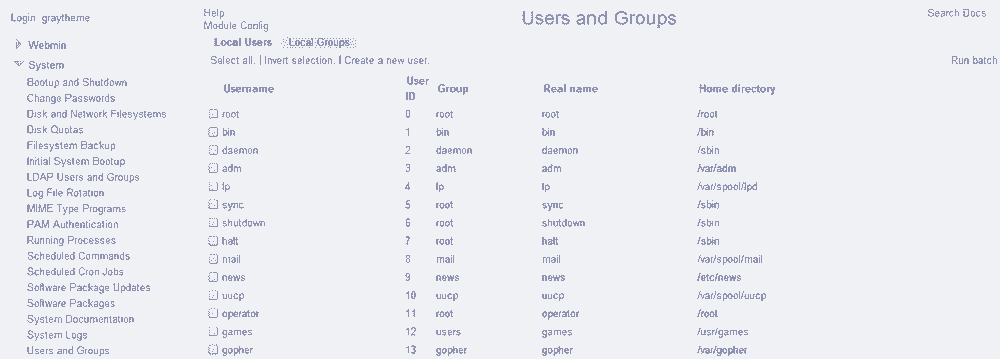 Login: graytheme
Webmin
System
Bootup and Shutdown
Change Passwords
Disk and Network Filesystems
Disk Quotas
Filesystem Backup
Initial System Bootup
LDAP Users and Groups
Log File Rotation
MIME Type Programs
PAM Authentication
Running Processes
Scheduled Commands
Scheduled Cron Jobs
Software Package Updates
Software Packages
System Documentation
System Logs
Users and Groups
Help
Module Config
Users and Groups
Search Docs
Local Users Local Groups
Select all. | Invert selection. | Create a new user.
Run batch
Username User ID Group Real name Home directory
root 0 root root /root
bin 1 bin bin /bin
daemon 2 daemon daemon /sbin
adm 3 adm adm /var/adm
lp 4 lp lp /var/spool/lpd
sync 5 root sync /sbin
shutdown 6 root shutdown /sbin
halt 7 root halt /sbin
mail 8 mail mail /var/spool/mail
news 9 news news /etc/news
uucp 10 uucp uucp /var/spool/uucp
operator 11 root operator /root
games 12 users games /usr/games
gopher 13 gopher gopher /var/gopher